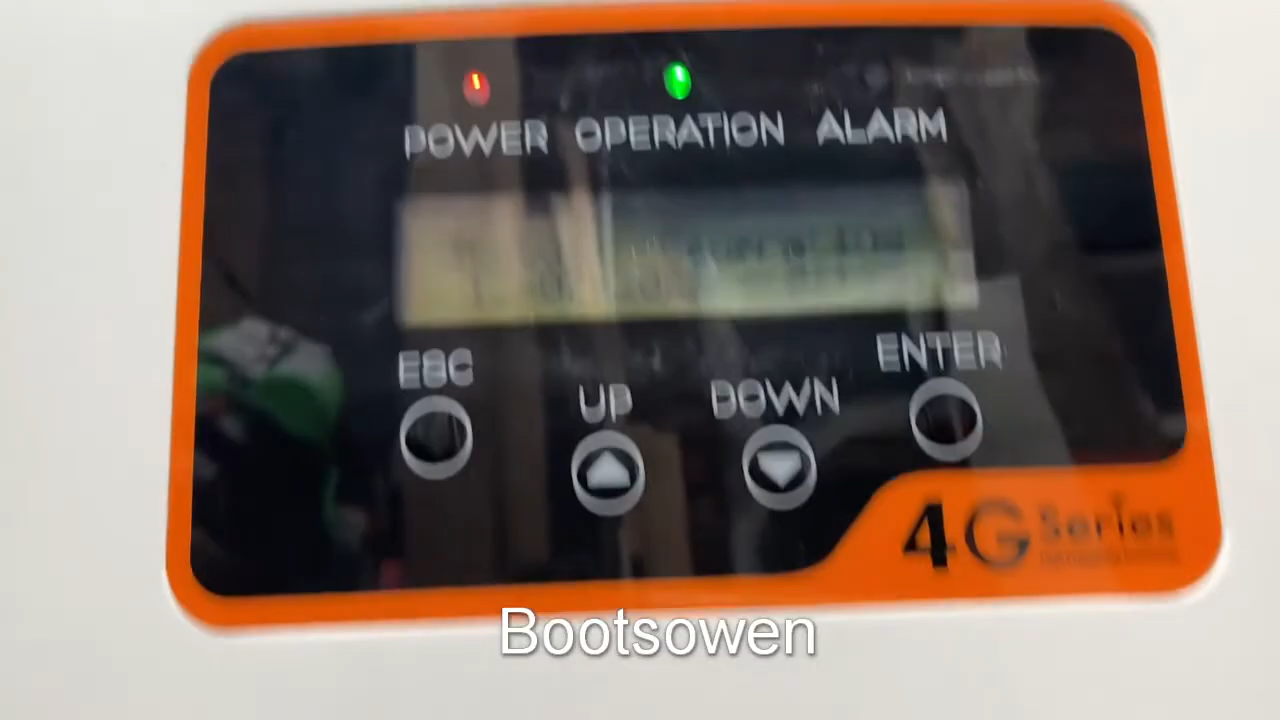 POWER OPERATION ALARM
ESC
UP
DOWN
ENTER
4G Series
Bootsowen